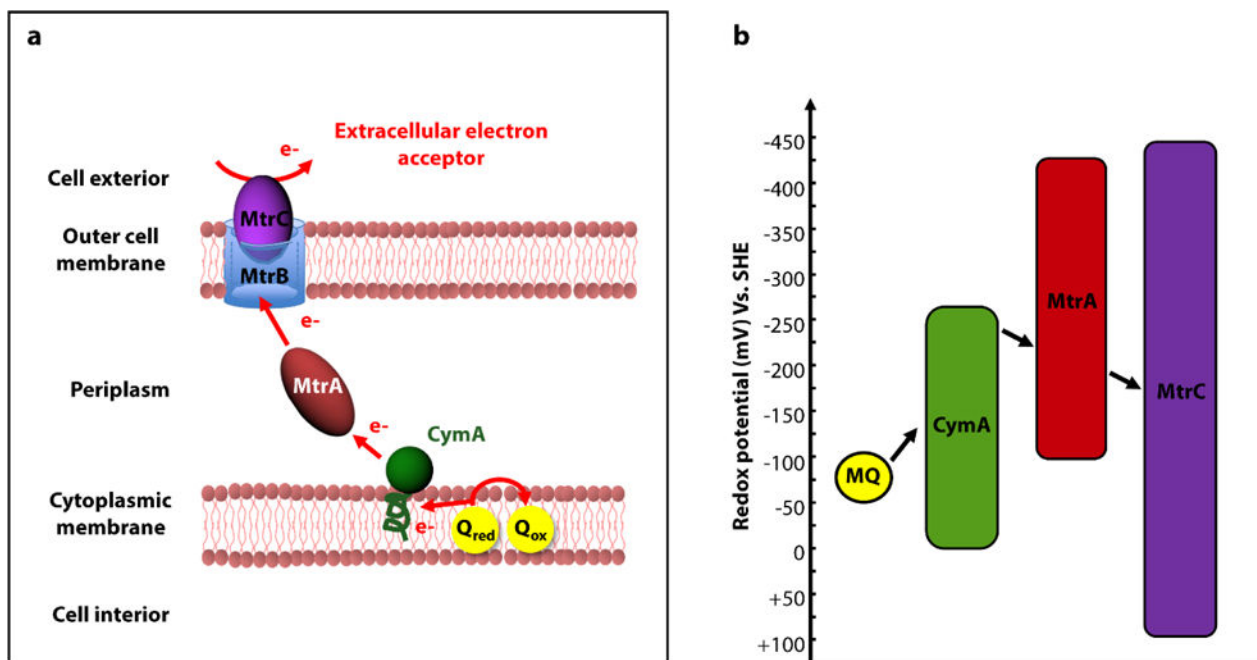 a
Extracellular electron
acceptor
e-
Cell exterior
MtrC
Outer cell
membrane
MtrB
e-
Periplasm
MtrA
e-
CymA
Cytoplasmic
membrane
e-
Qred
Qox
Cell interior
b
Redox potential (mV) Vs. SHE
-450
-400
-350
-300
-250
-200
-150
-100
-50
0
+50
+100
MQ
CymA
MtrA
MtrC